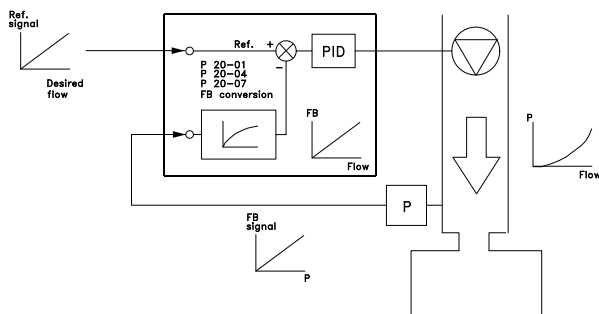 Ref.
signal
Desired
flow
Ref.
+
−
PID
P 20-01
P 20-04
P 20-07
FB conversion
FB
Flow
P
FB
signal
P
P
Flow